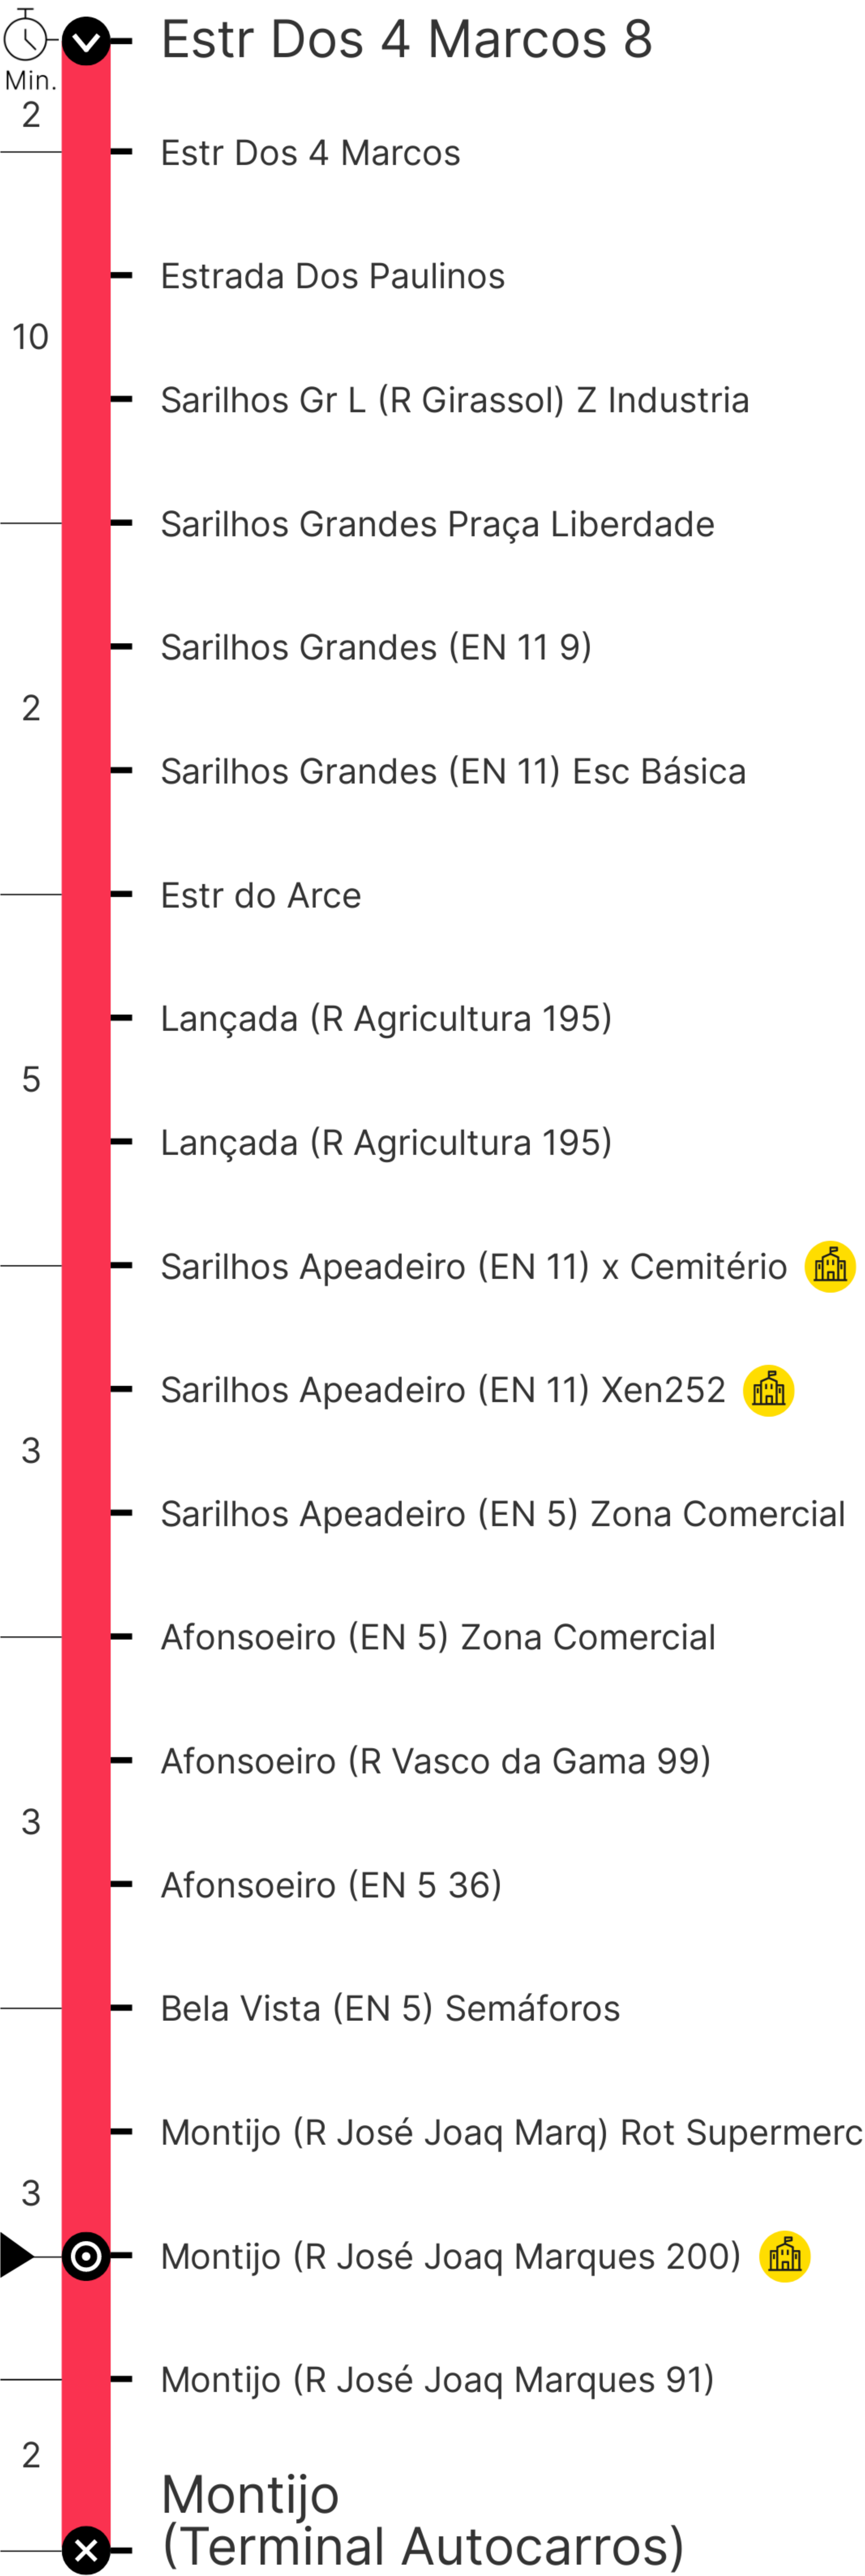 Estr Dos 4 Marcos 8
Min.
2
Estr Dos 4 Marcos
Estrada Dos Paulinos
10
Sarilhos Gr L (R Girassol) Z Industria
Sarilhos Grandes Praça Liberdade
Sarilhos Grandes (EN 11 9)
2
Sarilhos Grandes (EN 11) Esc Básica
Estr do Arce
Lançada (R Agricultura 195)
5
Lançada (R Agricultura 195)
Sarilhos Apeadeiro (EN 11) x Cemitério
Sarilhos Apeadeiro (EN 11) Xen252
3
Sarilhos Apeadeiro (EN 5) Zona Comercial
Afonsoeiro (EN 5) Zona Comercial
Afonsoeiro (R Vasco da Gama 99)
3
Afonsoeiro (EN 5 36)
Bela Vista (EN 5) Semáforos
Montijo (R José Joaq Marq) Rot Supermerc
3
Montijo (R José Joaq Marques 200)
Montijo (R José Joaq Marques 91)
2
Montijo
(Terminal Autocarros)